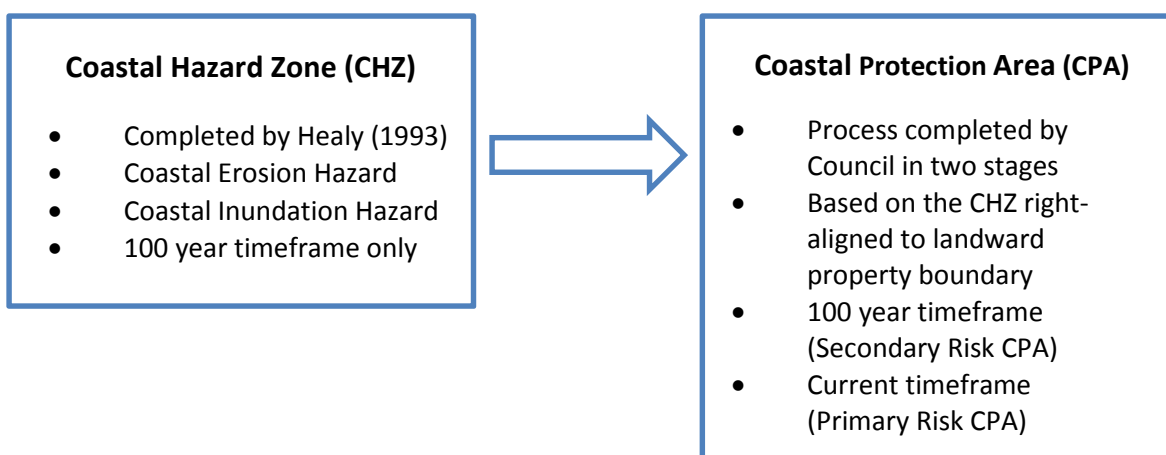 Coastal Hazard Zone (CHZ)
• Completed by Healy (1993)
• Coastal Erosion Hazard
• Coastal Inundation Hazard
• 100 year timeframe only
Coastal Protection Area (CPA)
• Process completed by
Council in two stages
• Based on the CHZ right-
aligned to landward
property boundary
• 100 year timeframe
(Secondary Risk CPA)
• Current timeframe
(Primary Risk CPA)